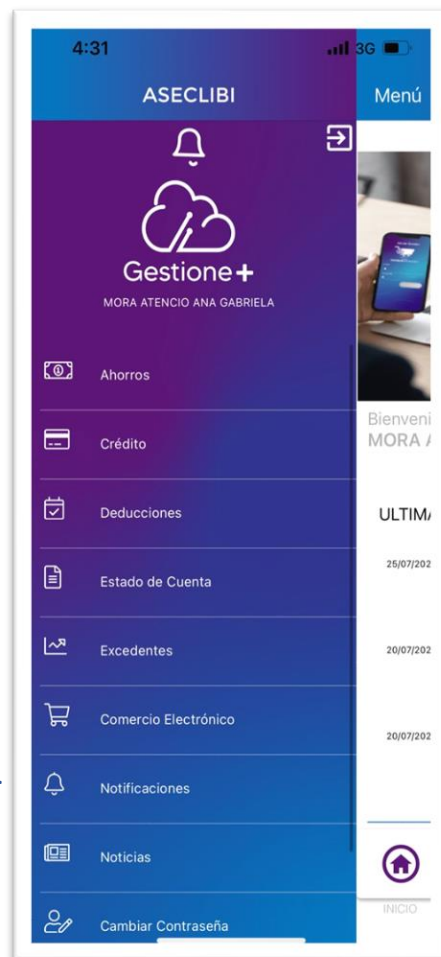 4:31
3G
ASECLIBI
Menú
Gestione+
MORA ATENCIO ANA GABRIELA
Ahorros
Crédito
Deducciones
Estado de Cuenta
Excedentes
Comercio Electrónico
Notificaciones
Noticias
Cambiar Contraseña
Bienveni
MORA A
ULTIMA
25/07/202
20/07/202
20/07/202
INICIO